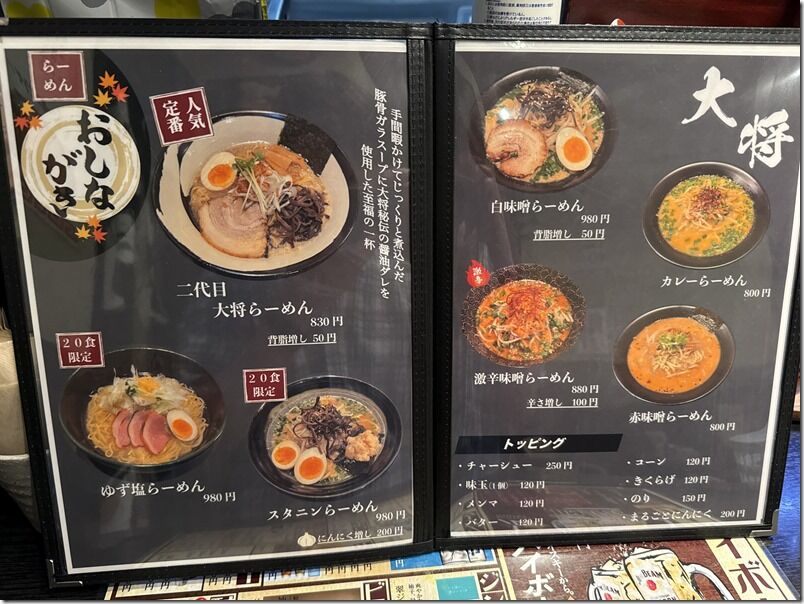 らー
めん
おしな
がき
人気
定番
手間暇かけてじっくりと煮込んだ
豚骨ガラスープに大将秘伝の醤油ダレを
使用した至福の一杯
二代目
大将らーめん
830円
背脂増し 50円
20食
限定
ゆず塩らーめん
980円
20食
限定
スタニンらーめん
980円
にんにく増し 200円
大将
白味噌らーめん
980円
背脂増し 50円
カレーらーめん
800円
激辛
激辛味噌らーめん
880円
辛さ増し 100円
赤味噌らーめん
800円
トッピング
・チャーシュー 250円
・味玉(1個) 120円
・メンマ 120円
・バター 120円
・コーン 120円
・きくらげ 120円
・のり 150円
・まるごとにんにく 200円
BEAM
BEAM